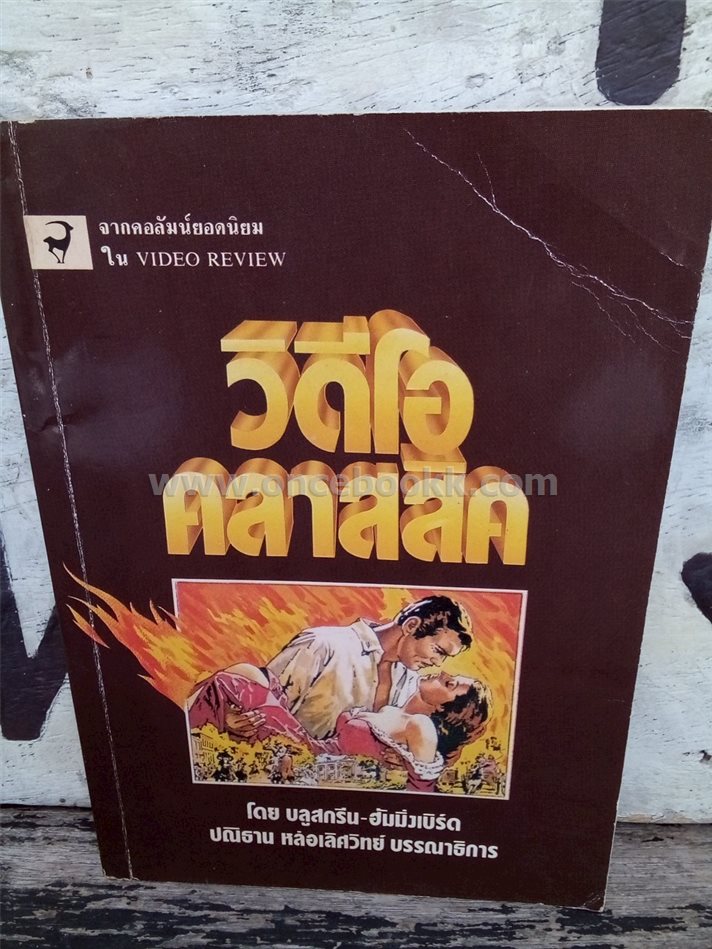 จากคอลัมน์ยอดนิยม
ใน VIDEO REVIEW
วิดีโอ
คลาสสิค
www.oncebookk.com
โดย บลูสกรีน-ฮัมมิ่งเบิร์ด
ปณิธาน หล่อเลิศวิทย์ บรรณาธิการ